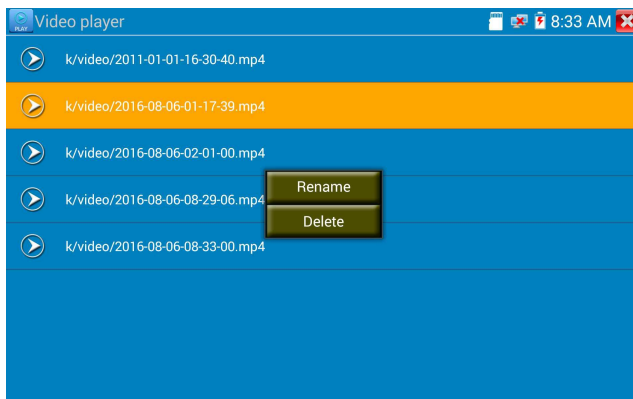 PLAY Video player 8:33 AM
k/video/2011-01-01-16-30-40.mp4
k/video/2016-08-06-01-17-39.mp4
k/video/2016-08-06-02-01-00.mp4
k/video/2016-08-06-08-29-06.mp4
k/video/2016-08-06-08-33-00.mp4
Rename
Delete